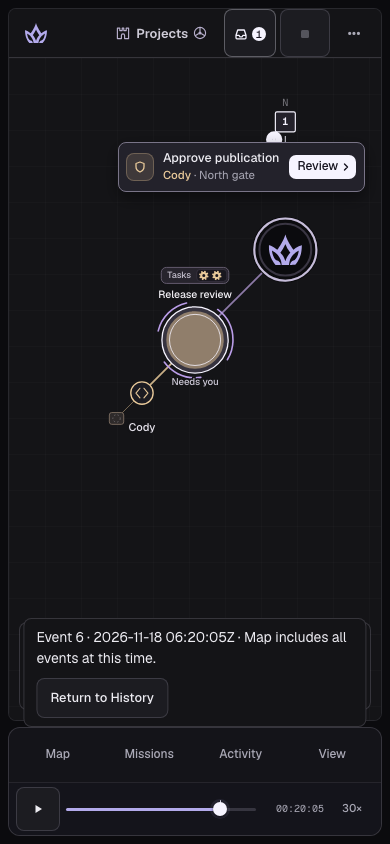 Projects
1
N
1
Approve publication
Cody · North gate
Review
Tasks
Release review
Needs you
Cody
Event 6 · 2026-11-18 06:20:05Z · Map includes all
events at this time.
Return to History
Map Missions Activity View
00:20:05 30×